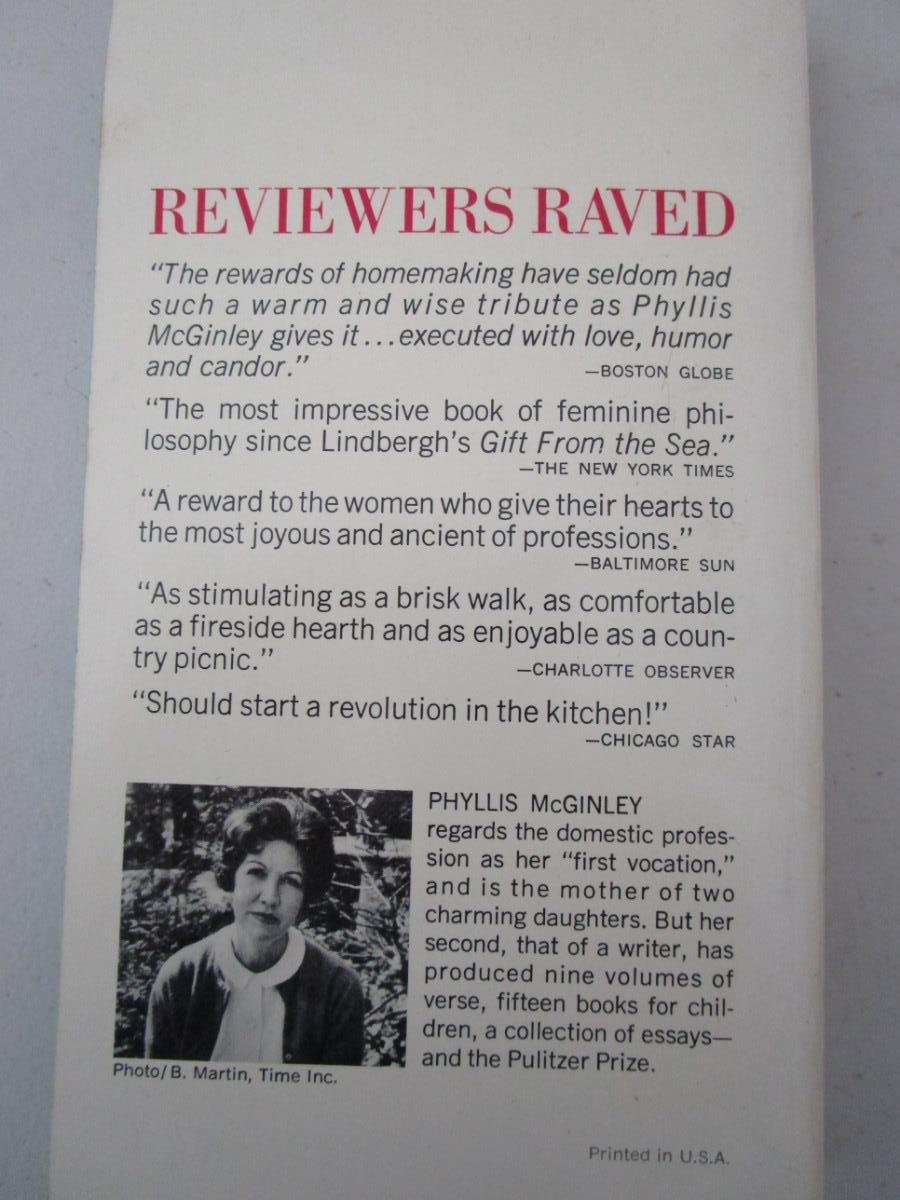 REVIEWERS RAVED
“The rewards of homemaking have seldom had
such a warm and wise tribute as Phyllis
McGinley gives it...executed with love, humor
and candor.” —BOSTON GLOBE
“The most impressive book of feminine phi-
losophy since Lindbergh’s Gift From the Sea.”
—THE NEW YORK TIMES
“A reward to the women who give their hearts to
the most joyous and ancient of professions.”
—BALTIMORE SUN
“As stimulating as a brisk walk, as comfortable
as a fireside hearth and as enjoyable as a coun-
try picnic.” —CHARLOTTE OBSERVER
“Should start a revolution in the kitchen!”
—CHICAGO STAR
PHYLLIS McGINLEY
regards the domestic profes-
sion as her “first vocation,”
and is the mother of two
charming daughters. But her
second, that of a writer, has
produced nine volumes of
verse, fifteen books for chil-
dren, a collection of essays—
and the Pulitzer Prize.
Photo/B. Martin, Time Inc.
Printed in U.S.A.